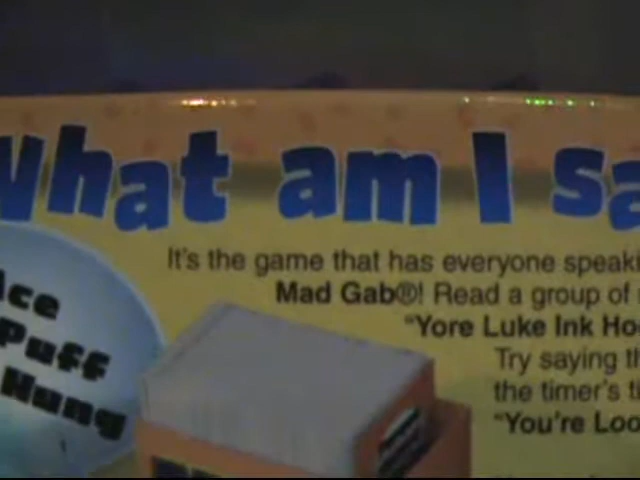 What am I sa
It's the game that has everyone speaki
Mad Gab®! Read a group of
"Yore Luke Ink Ho
Try saying th
the timer's ti
"You're Loo
Ace
Puff
Hung